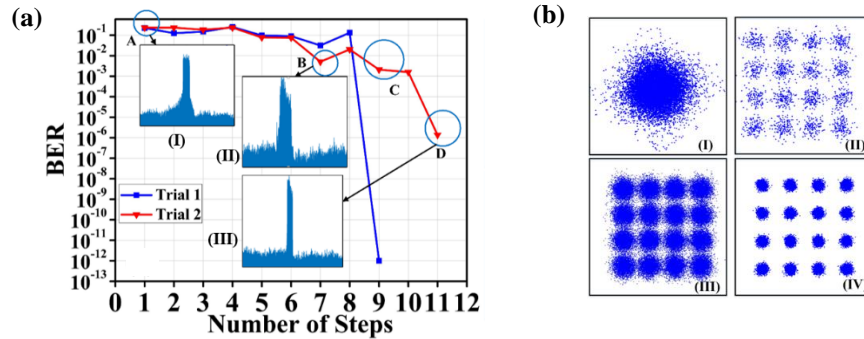 (a)
10⁻¹
10⁻²
10⁻³
10⁻⁴
10⁻⁵
10⁻⁶
10⁻⁷
10⁻⁸
10⁻⁹
10⁻¹⁰
10⁻¹¹
10⁻¹²
10⁻¹³
BER
A
B
C
D
(I)
(II)
(III)
Trial 1
Trial 2
0 1 2 3 4 5 6 7 8 9 10 11 12
Number of Steps
(b)
(I)
(II)
(III)
(IV)